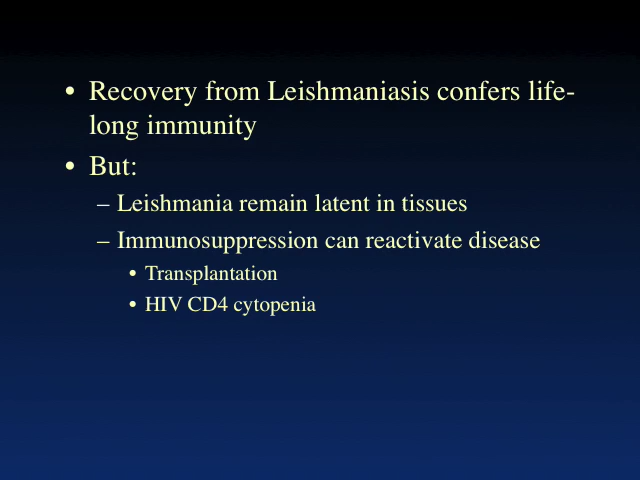 • Recovery from Leishmaniasis confers life-
long immunity
• But:
– Leishmania remain latent in tissues
– Immunosuppression can reactivate disease
• Transplantation
• HIV CD4 cytopenia